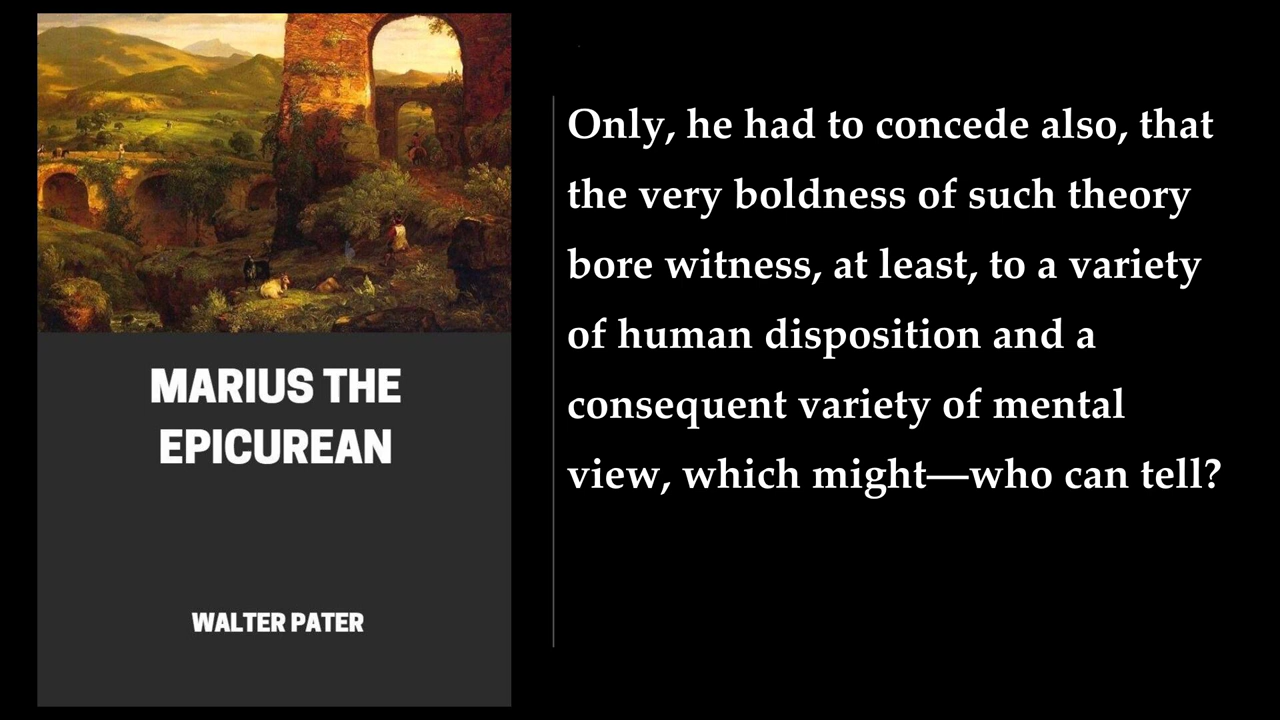 MARIUS THE
EPICUREAN
WALTER PATER
Only, he had to concede also, that
the very boldness of such theory
bore witness, at least, to a variety
of human disposition and a
consequent variety of mental
view, which might—who can tell?